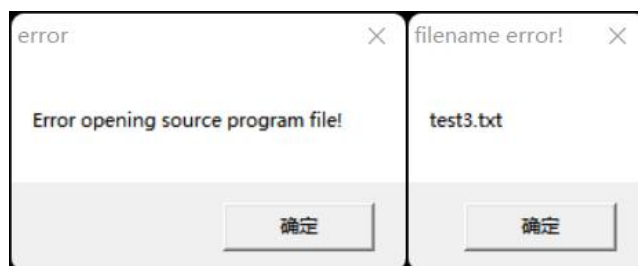 error
Error opening source program file!
确定
filename error!
test3.txt
确定